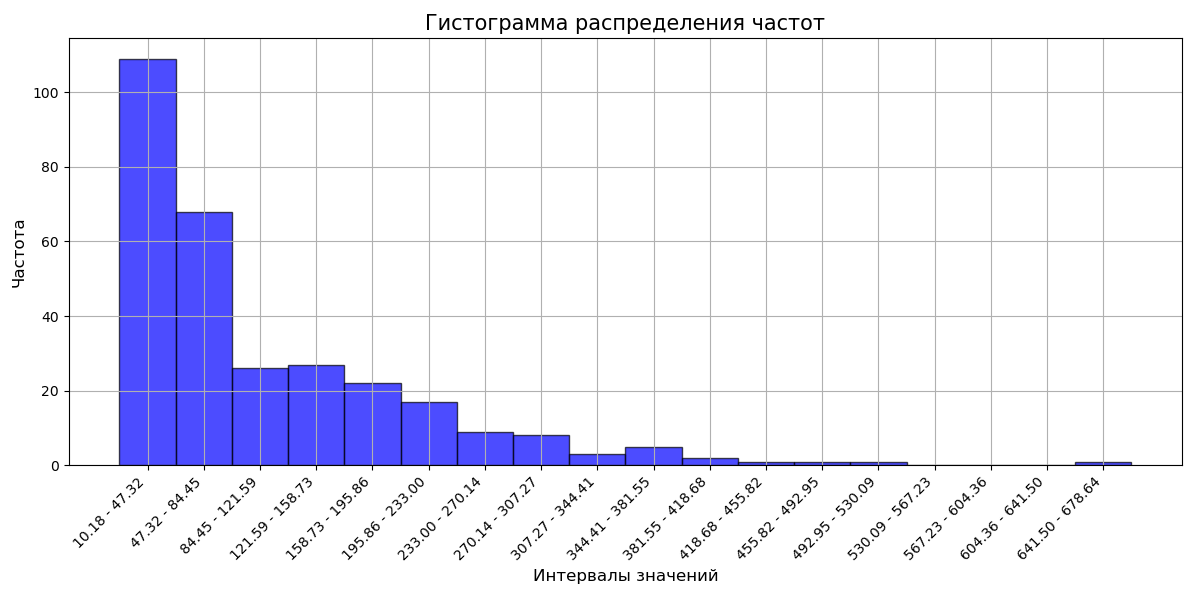 Гистограмма распределения частот
Частота
100
80
60
40
20
0
10.18 - 47.32
47.32 - 84.45
84.45 - 121.59
121.59 - 158.73
158.73 - 195.86
195.86 - 233.00
233.00 - 270.14
270.14 - 307.27
307.27 - 344.41
344.41 - 381.55
381.55 - 418.68
418.68 - 455.82
455.82 - 492.95
492.95 - 530.09
530.09 - 567.23
567.23 - 604.36
604.36 - 641.50
641.50 - 678.64
Интервалы значений